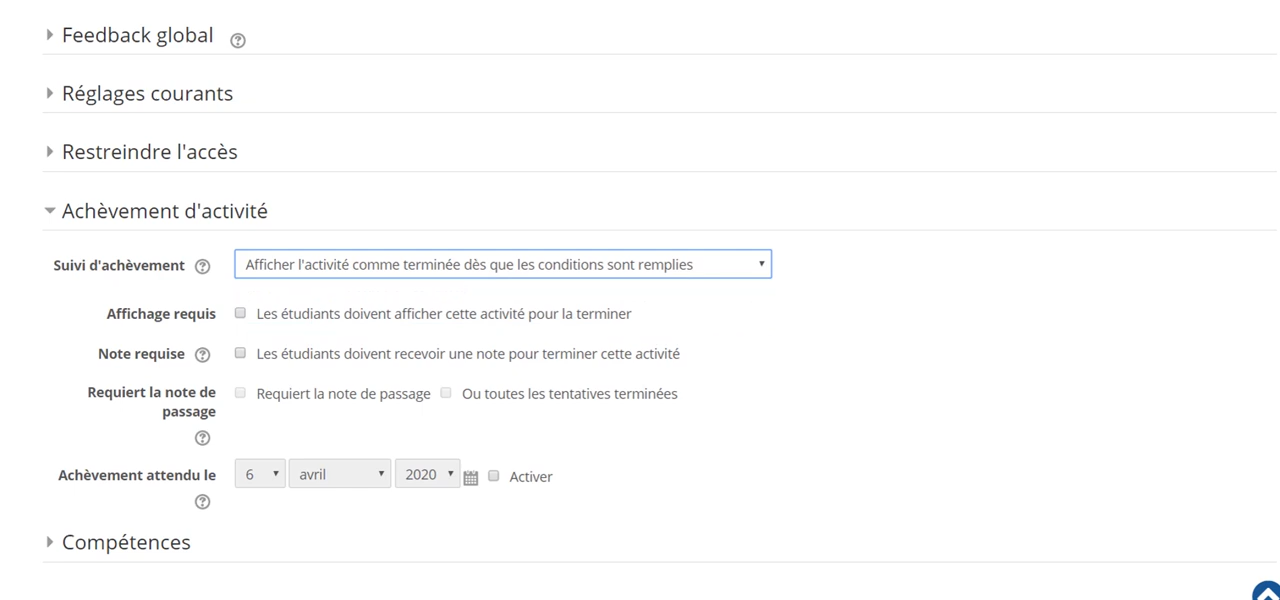 Feedback global
Réglages courants
Restreindre l'accès
Achèvement d'activité
Suivi d'achèvement Afficher l'activité comme terminée dès que les conditions sont remplies
Affichage requis Les étudiants doivent afficher cette activité pour la terminer
Note requise Les étudiants doivent recevoir une note pour terminer cette activité
Requiert la note de passage Requiert la note de passage Ou toutes les tentatives terminées
Achèvement attendu le 6 avril 2020 Activer
Compétences